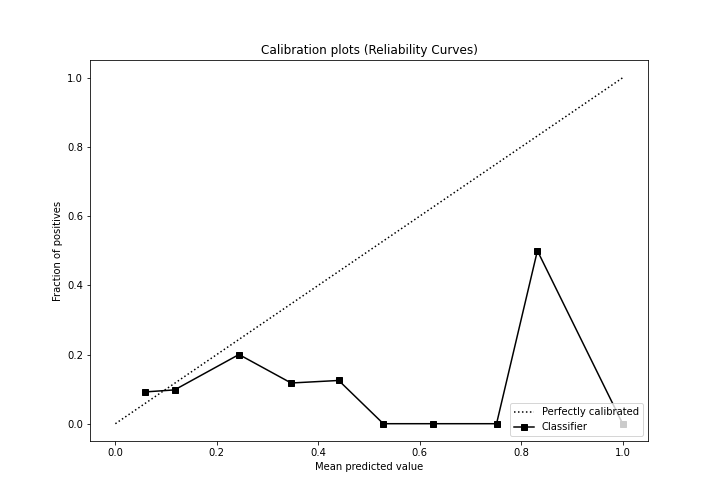 Calibration plots (Reliability Curves)
1.0
0.8
0.6
0.4
0.2
0.0
Fraction of positives
Perfectly calibrated
Classifier
0.0 0.2 0.4 0.6 0.8 1.0
Mean predicted value